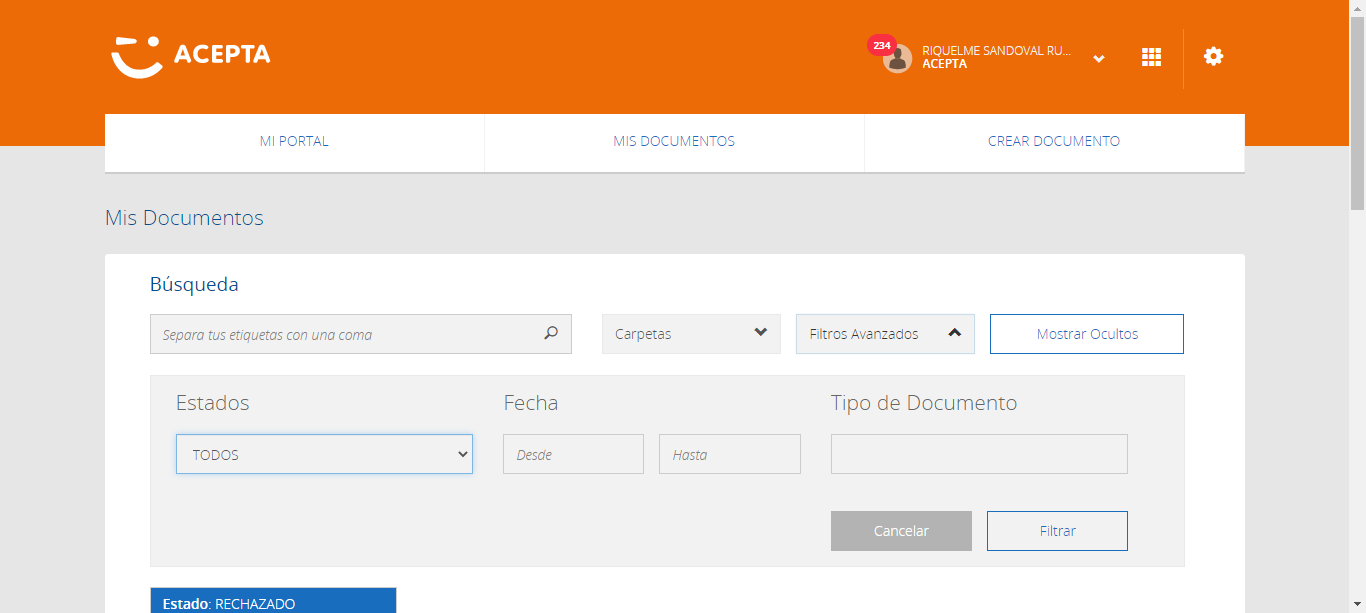 ACEPTA
234
RIQUELME SANDOVAL RU...
ACEPTA
MI PORTAL
MIS DOCUMENTOS
CREAR DOCUMENTO
Mis Documentos
Búsqueda
Separa tus etiquetas con una coma
Carpetas
Filtros Avanzados
Mostrar Ocultos
Estados
Fecha
Tipo de Documento
TODOS
Desde
Hasta
Cancelar
Filtrar
Estado: RECHAZADO